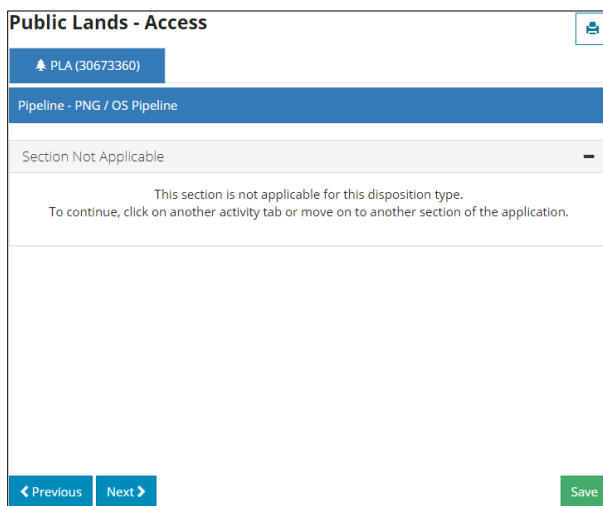 Public Lands - Access
PLA (30673360)
Pipeline - PNG / OS Pipeline
Section Not Applicable
This section is not applicable for this disposition type.
To continue, click on another activity tab or move on to another section of the application.
Previous Next Save